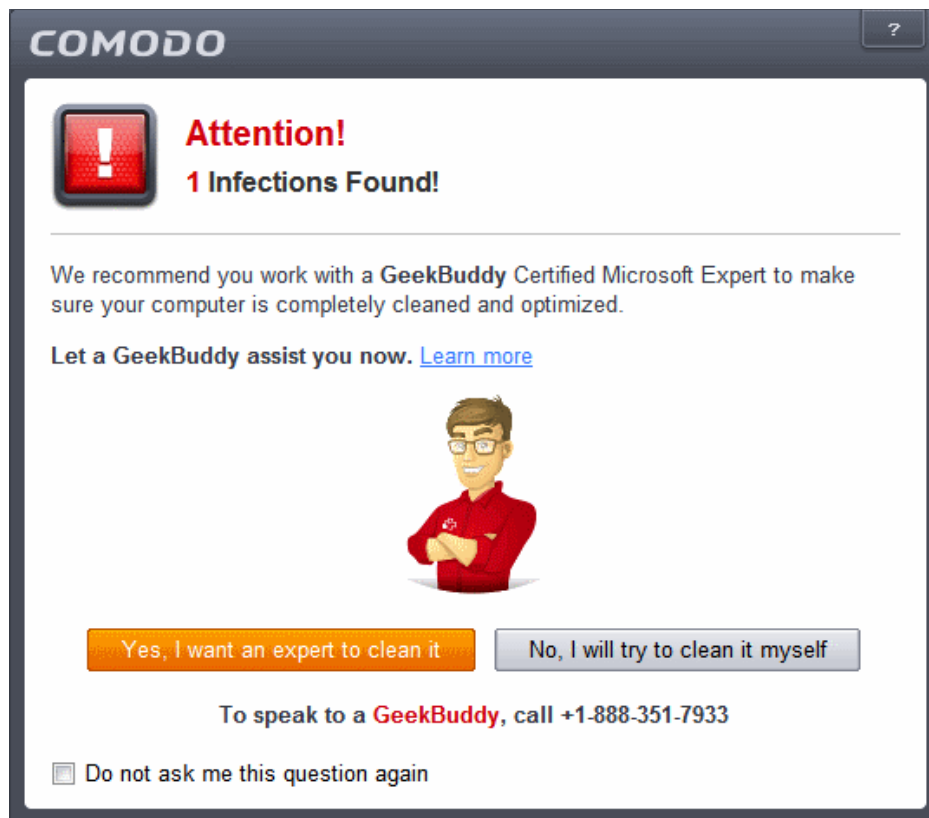 COMODO
?
Attention!
1 Infections Found!
We recommend you work with a GeekBuddy Certified Microsoft Expert to make
sure your computer is completely cleaned and optimized.
Let a GeekBuddy assist you now. Learn more
Yes, I want an expert to clean it
No, I will try to clean it myself
To speak to a GeekBuddy, call +1-888-351-7933
Do not ask me this question again